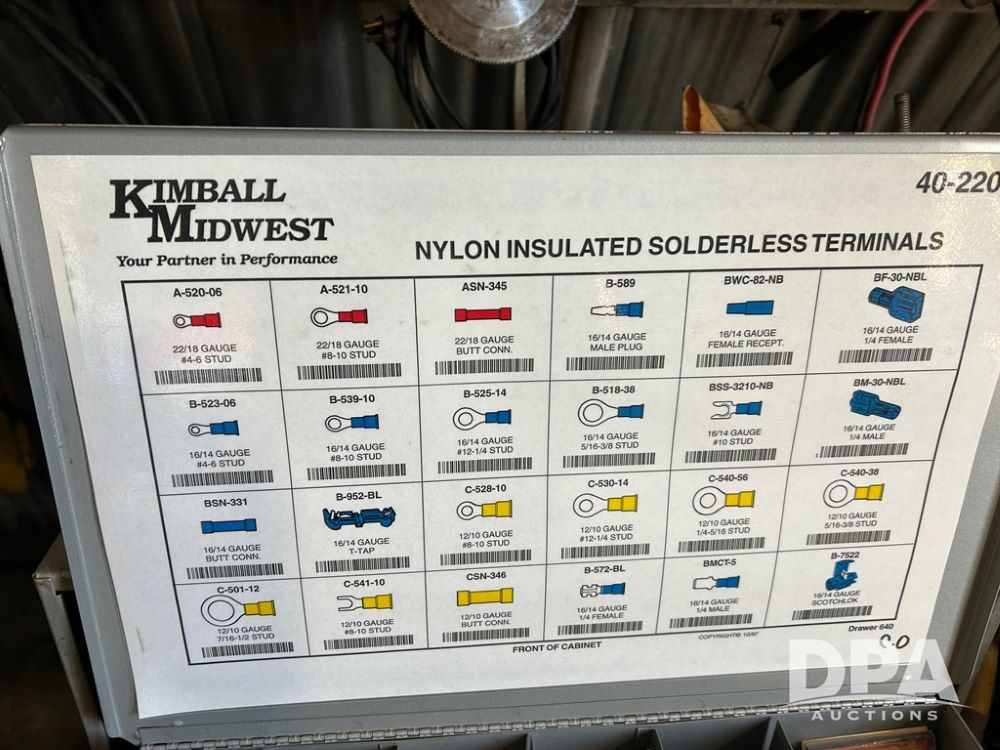 40-220
KIMBALL
MIDWEST
Your Partner in Performance
NYLON INSULATED SOLDERLESS TERMINALS
A-520-06
22/18 GAUGE
#4-6 STUD
A-521-10
22/18 GAUGE
#8-10 STUD
ASN-345
22/18 GAUGE
BUTT CONN.
B-589
16/14 GAUGE
MALE PLUG
BWC-82-NB
16/14 GAUGE
FEMALE RECEPT.
BF-30-NBL
16/14 GAUGE
1/4 FEMALE
B-523-06
16/14 GAUGE
#4-6 STUD
B-539-10
16/14 GAUGE
#8-10 STUD
B-525-14
16/14 GAUGE
#12-1/4 STUD
B-518-38
16/14 GAUGE
5/16-3/8 STUD
BSS-3210-NB
16/14 GAUGE
#10 STUD
BM-30-NBL
16/14 GAUGE
1/4 MALE
BSN-331
16/14 GAUGE
BUTT CONN.
B-952-BL
16/14 GAUGE
T-TAP
C-528-10
12/10 GAUGE
#8-10 STUD
C-530-14
12/10 GAUGE
#12-1/4 STUD
C-540-56
12/10 GAUGE
1/4-5/16 STUD
C-540-38
12/10 GAUGE
5/16-3/8 STUD
C-501-12
12/10 GAUGE
7/16-1/2 STUD
C-541-10
12/10 GAUGE
#8-10 STUD
CSN-346
12/10 GAUGE
BUTT CONN.
B-572-BL
16/14 GAUGE
1/4 FEMALE
BMCT-5
16/14 GAUGE
1/4 MALE
B-7522
16/14 GAUGE
SCOTCHLOK
FRONT OF CABINET
COPYRIGHT© 10/97
Drawer 640
DPA
AUCTIONS